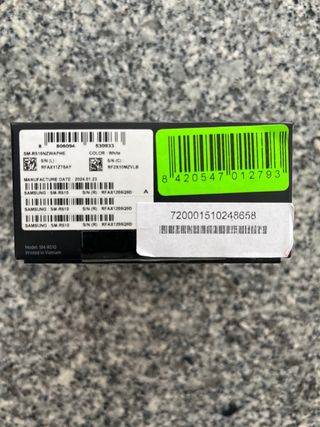 8 806094 930933
SM-R510NZWAPHE COLOR : White
S/N (L) S/N (C)
MANUFACTURE DATE : 2024.01.23
SAMSUNG : SM-R510 S/N (R) :
SAMSUNG : SM-R510 S/N (R) :
SAMSUNG : SM-R510 S/N (R) :
A
Model: SM-R510
Printed in Vietnam
8 420547 012793
720001510248658